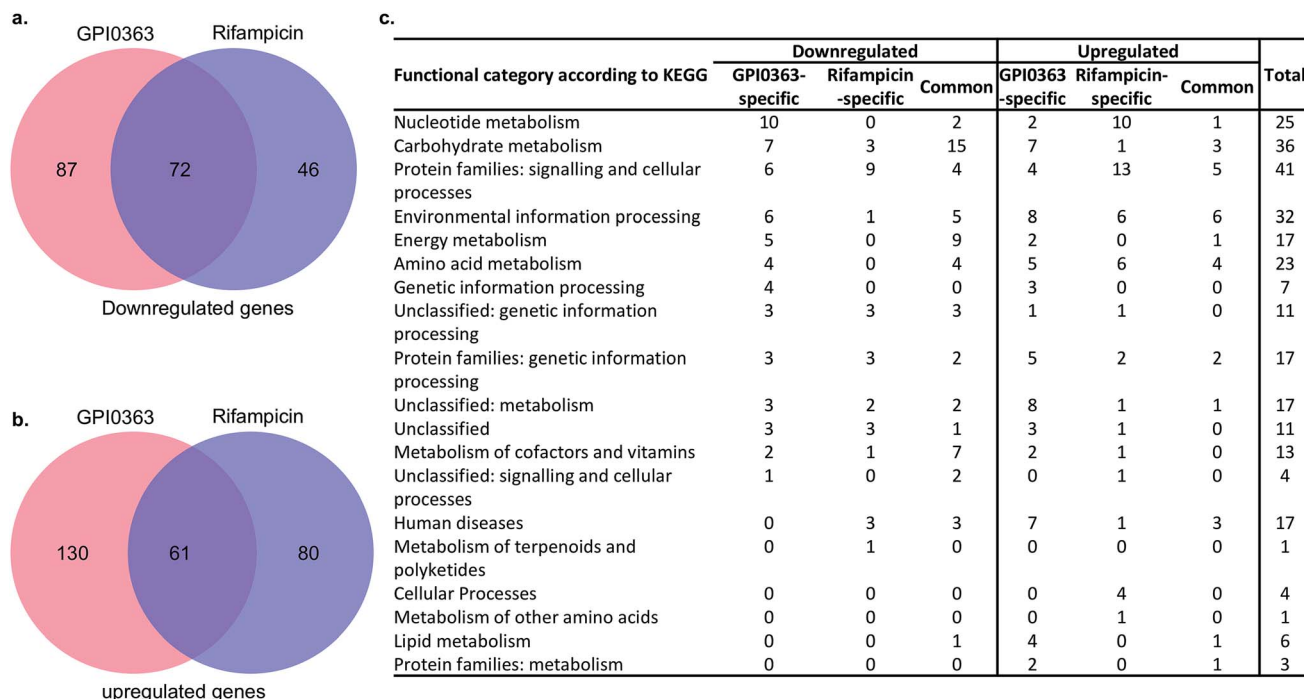 a.
GPI0363 Rifampicin
87 72 46
Downregulated genes
b.
GPI0363 Rifampicin
130 61 80
upregulated genes
c.
Downregulated Upregulated
Functional category according to KEGG GPI0363-specific Rifampicin-specific Common GPI0363-specific Rifampicin-specific Common Total
Nucleotide metabolism 10 0 2 2 10 1 25
Carbohydrate metabolism 7 3 15 7 1 3 36
Protein families: signalling and cellular 6 9 4 4 13 5 41
processes
Environmental information processing 6 1 5 8 6 6 32
Energy metabolism 5 0 9 2 0 1 17
Amino acid metabolism 4 0 4 5 6 4 23
Genetic information processing 4 0 0 3 0 0 7
Unclassified: genetic information 3 3 3 1 1 0 11
processing
Protein families: genetic information 3 3 2 5 2 2 17
processing
Unclassified: metabolism 3 2 2 8 1 1 17
Unclassified 3 3 1 3 1 0 11
Metabolism of cofactors and vitamins 2 1 7 2 1 0 13
Unclassified: signalling and cellular 1 0 2 0 1 0 4
processes
Human diseases 0 3 3 7 1 3 17
Metabolism of terpenoids and 0 1 0 0 0 0 1
polyketides
Cellular Processes 0 0 0 0 4 0 4
Metabolism of other amino acids 0 0 0 0 1 0 1
Lipid metabolism 0 0 1 4 0 1 6
Protein families: metabolism 0 0 0 2 0 1 3